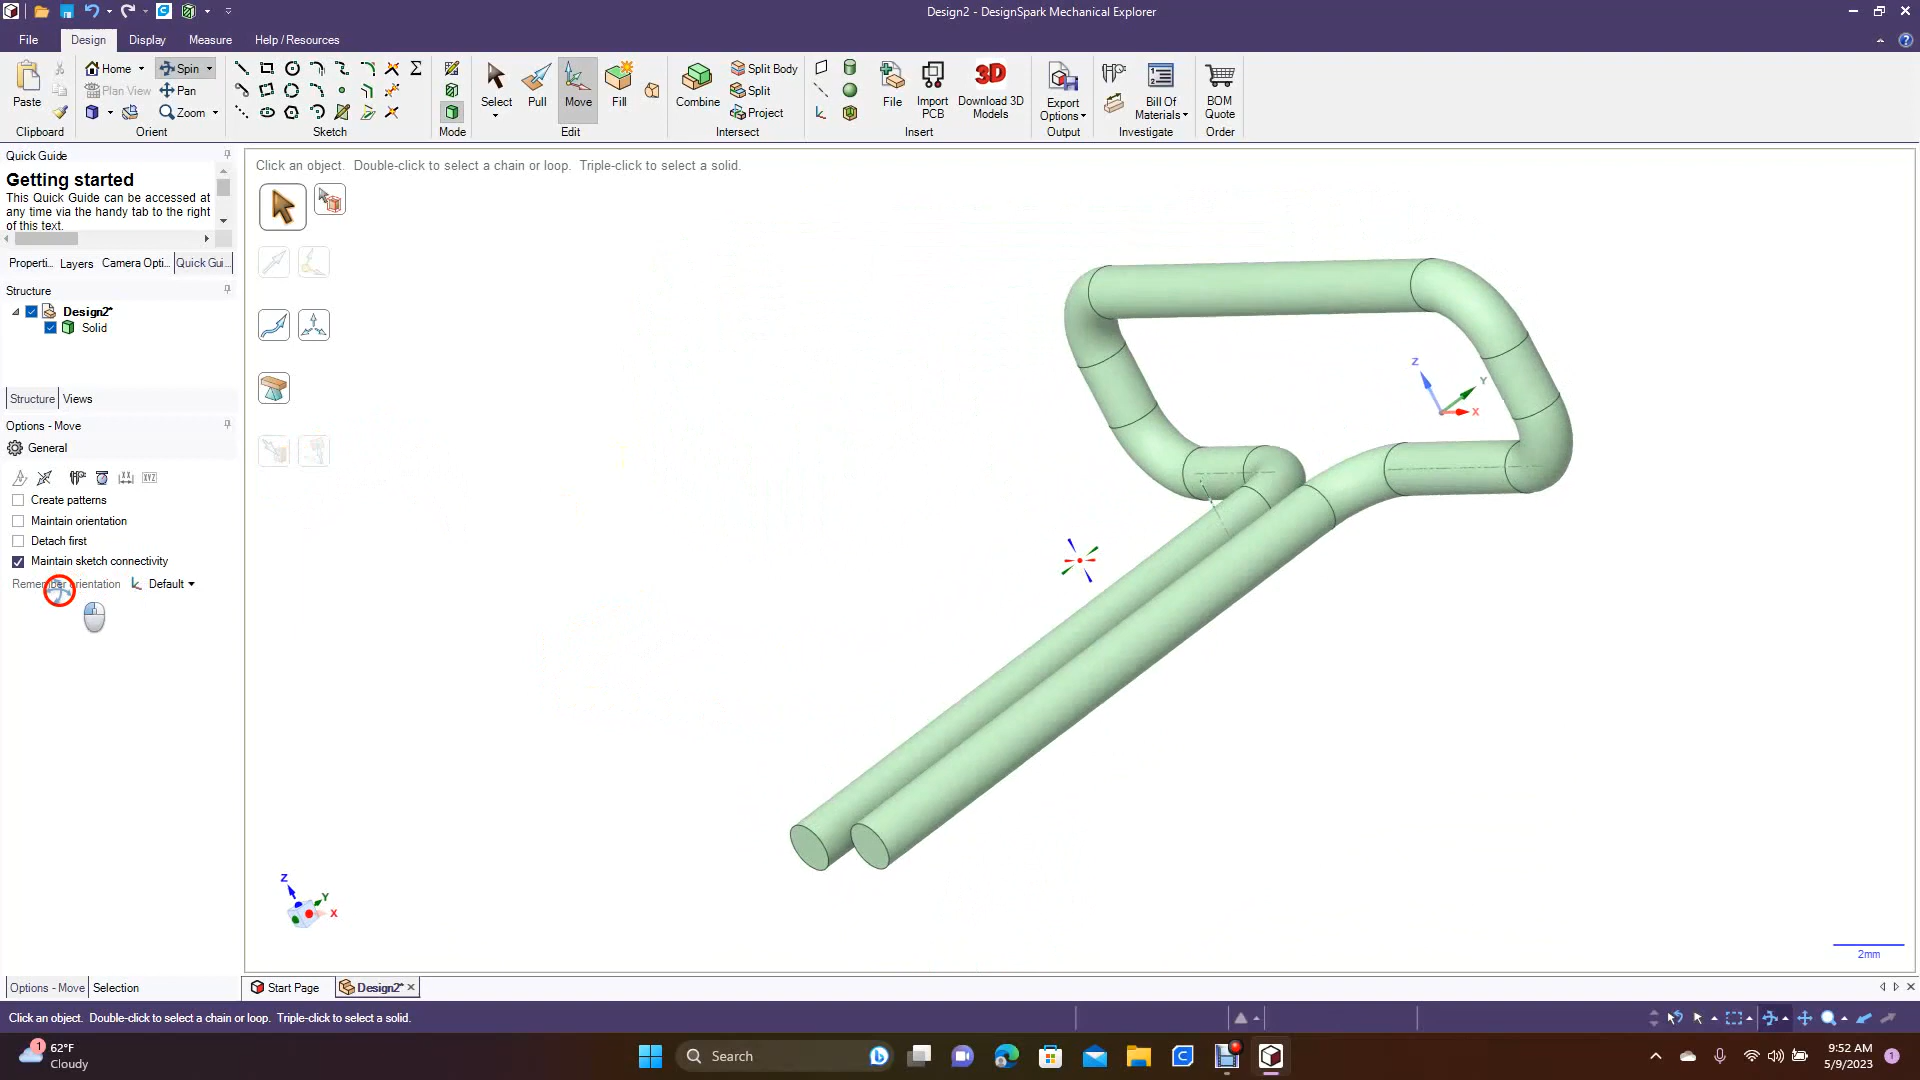 Design2 - DesignSpark Mechanical Explorer
File
Design
Display
Measure
Help / Resources
Paste
Clipboard
Home
Spin
Plan View
Pan
Zoom
Orient
Sketch
Mode
Select
Pull
Move
Fill
Edit
Combine
Split Body
Split
Project
Intersect
File
Import PCB
3D
Download 3D Models
Insert
Export Options
Output
Bill Of Materials
Investigate
BOM Quote
Order
Quick Guide
Getting started
This Quick Guide can be accessed at
any time via the handy tab to the right
of this text.
Properti...
Layers
Camera Opti...
Quick Gui...
Structure
Design2*
Solid
Structure
Views
Options - Move
General
XYZ
Create patterns
Maintain orientation
Detach first
Maintain sketch connectivity
Remember orientation
Default
Click an object. Double-click to select a chain or loop. Triple-click to select a solid.
Z
Y
X
Z
Y
X
2mm
Options - Move
Selection
Start Page
Design2*
Click an object. Double-click to select a chain or loop. Triple-click to select a solid.
1
62°F
Cloudy
Search
9:52 AM
5/9/2023
1